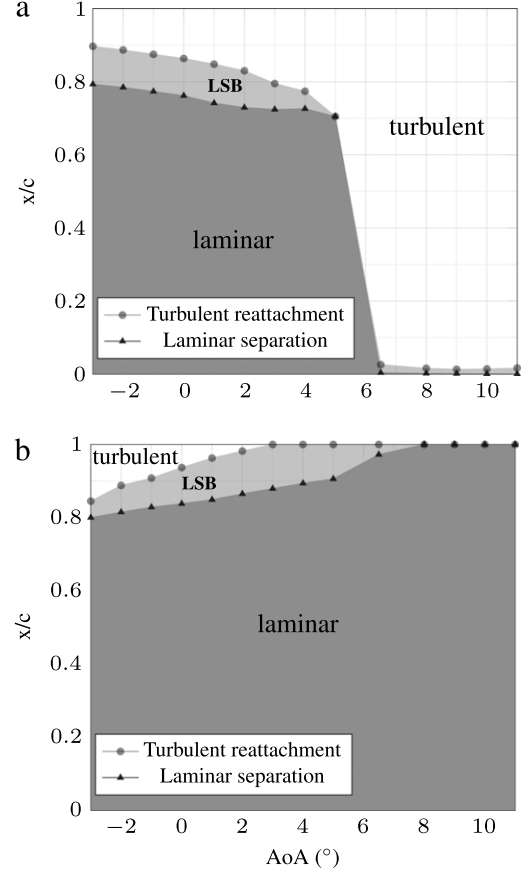 a
1
0.8
0.6
0.4
0.2
0
x/c
LSB
turbulent
laminar
Turbulent reattachment
Laminar separation
−2 0 2 4 6 8 10
b
1
0.8
0.6
0.4
0.2
0
x/c
turbulent
LSB
laminar
Turbulent reattachment
Laminar separation
−2 0 2 4 6 8 10
AoA (°)